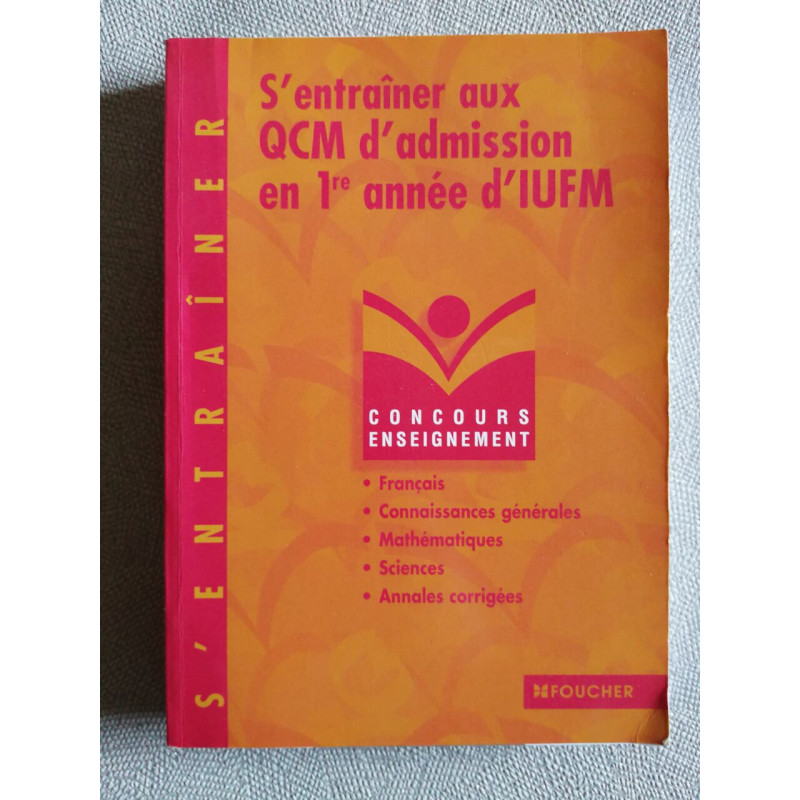 S'entraîner aux
QCM d'admission
en 1re année d'IUFM
S'ENTRAÎNER
CONCOURS
ENSEIGNEMENT
• Français
• Connaissances générales
• Mathématiques
• Sciences
• Annales corrigées
FOUCHER